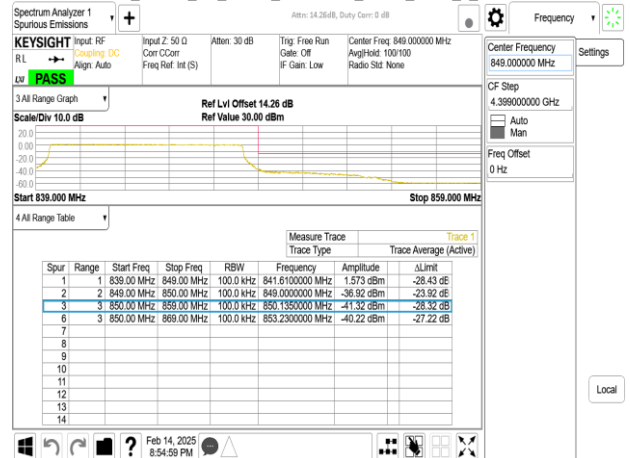 Spectrum Analyzer 1
Spurious Emissions
Attn: 14.26dB, Duty Corr: 0 dB
Frequency
KEYSIGHT
R L
LXI PASS
Input: RF
Coupling: DC
Align: Auto
Input Z: 50 Ω
Corr CCorr
Freq Ref: Int (S)
Atten: 30 dB
Trig: Free Run
Gate: Off
IF Gain: Low
Center Freq: 849.000000 MHz
Avg|Hold: 100/100
Radio Std: None
Center Frequency
849.000000 MHz
Settings
CF Step
4.399000000 GHz
Auto
Man
Freq Offset
0 Hz
Local
3 All Range Graph
Scale/Div 10.0 dB
Ref Lvl Offset 14.26 dB
Ref Value 30.00 dBm
20.0
0.00
-20.0
-40.0
-60.0
Start 839.000 MHz
Stop 859.000 MHz
4 All Range Table
Measure Trace Trace 1
Trace Type Trace Average (Active)
Spur Range Start Freq Stop Freq RBW Frequency Amplitude ΔLimit
1 1 839.00 MHz 849.00 MHz 100.0 kHz 841.6100000 MHz 1.573 dBm -28.43 dB
2 2 849.00 MHz 850.00 MHz 100.0 kHz 849.0000000 MHz -36.92 dBm -23.92 dB
3 3 850.00 MHz 859.00 MHz 100.0 kHz 850.1350000 MHz -41.32 dBm -28.32 dB
6 3 850.00 MHz 869.00 MHz 100.0 kHz 853.2300000 MHz -40.22 dBm -27.22 dB
7
8
9
10
11
12
13
14
?
Feb 14, 2025
8:54:59 PM